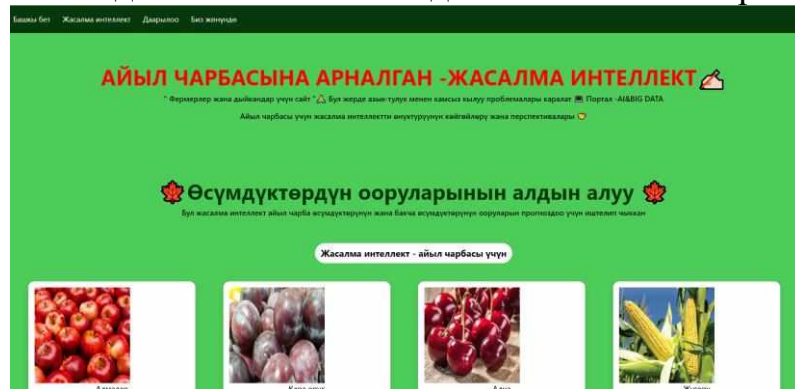 Башкы бет Жасалма интеллект Даарылоо Биз жөнүндө
АЙЫЛ ЧАРБАСЫНА АРНАЛГАН -ЖАСАЛМА ИНТЕЛЛЕКТ✍🏻
" Фермерлер жана дыйкандар үчүн сайт " Бул жерде азык-түлүк менен камсыз кылуу проблемалары каралат 💻 Портал -AI&BIG DATA
Айыл чарбасы үчүн жасалма интеллектти өнүктүрүүнүн көйгөйлөрү жана перспективалары
🍁Өсүмдүктөрдүн ооруларынын алдын алуу 🍁
Бул жасалма интеллект айыл чарба өсүмдүктөрүнүн жана бакча өсүмдүктөрүнүн ооруларын прогноздоо үчүн иштелип чыккан
Жасалма интеллект - айыл чарбасы үчүн